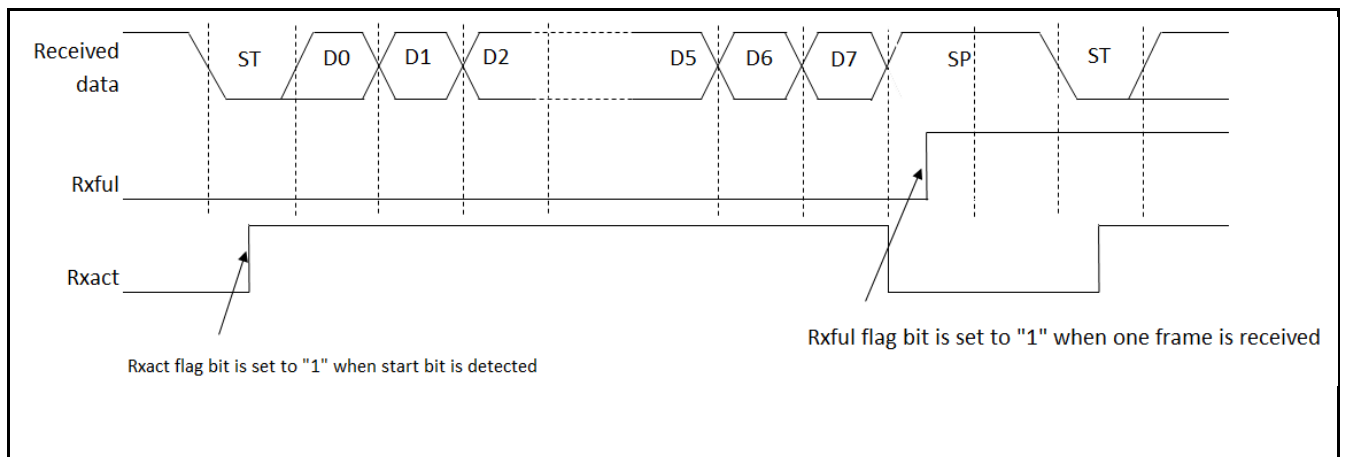 Received
data
ST D0 D1 D2 D5 D6 D7 SP ST
Rxful
Rxact
Rxful flag bit is set to "1" when one frame is received
Rxact flag bit is set to "1" when start bit is detected